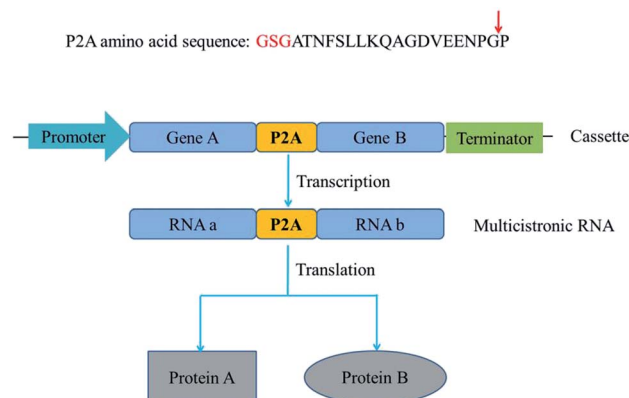 P2A amino acid sequence: GSGATNFSLLKQAGDVEENPGP
Promoter Gene A P2A Gene B Terminator Cassette
Transcription
RNA a P2A RNA b Multicistronic RNA
Translation
Protein A Protein B